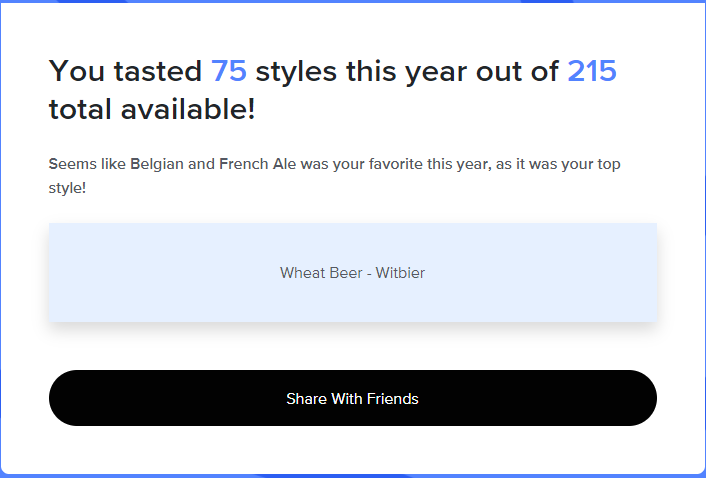 You tasted 75 styles this year out of 215
total available!
Seems like Belgian and French Ale was your favorite this year, as it was your top
style!
Wheat Beer - Witbier
Share With Friends